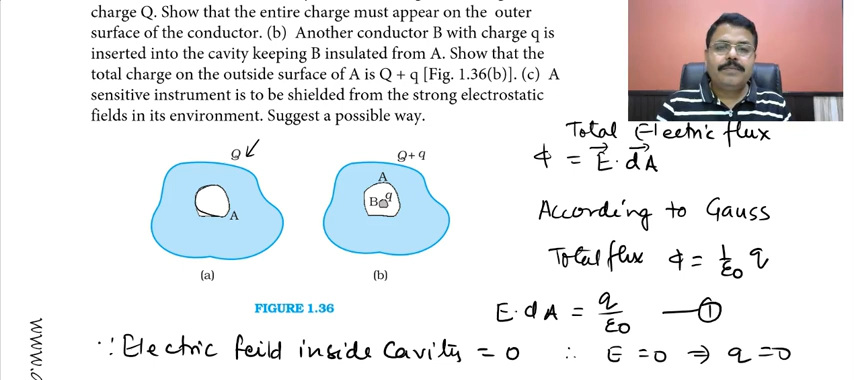 charge Q. Show that the entire charge must appear on the outer
surface of the conductor. (b) Another conductor B with charge q is
inserted into the cavity keeping B insulated from A. Show that the
total charge on the outside surface of A is Q + q [Fig. 1.36(b)]. (c) A
sensitive instrument is to be shielded from the strong electrostatic
fields in its environment. Suggest a possible way.
Total Electric flux
Q
Q+q
ϕ = E⃗ . dA⃗
A
B q
A
According to Gauss
Total flux ϕ = 1/ε0 q
(a)
(b)
FIGURE 1.36
E. dA = q/ε0 — ①
∵ Electric feild inside Cavity = 0 ∴ E = 0 ⇒ q = 0
www.